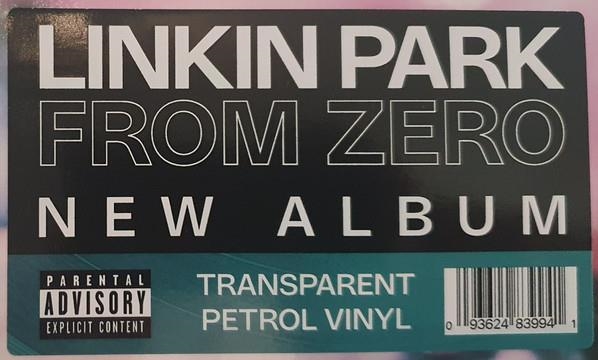 LINKIN PARK
FROM ZERO
NEW ALBUM
PARENTAL
ADVISORY
EXPLICIT CONTENT
TRANSPARENT
PETROL VINYL
0 93624 83994 1